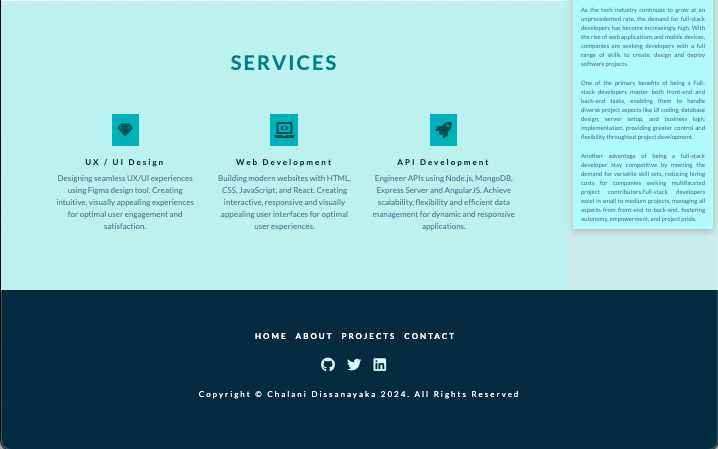 SERVICES
UX / UI Design
Designing seamless UX/UI experiences
using Figma design tool. Creating
intuitive, visually appealing experiences
for optimal user engagement and
satisfaction.
Web Development
Building modern websites with HTML,
CSS, JavaScript, and React. Creating
interactive, responsive and visually
appealing user interfaces for optimal
user experiences.
API Development
Engineer APIs using Node.js, MongoDB,
Express Server and AngularJS. Achieve
scalability, flexibility and efficient data
management for dynamic and responsive
applications.
As the tech industry continues to grow at an
unprecedented rate, the demand for full-stack
developers has become increasingly high. With
the rise of web applications and mobile devices,
companies are seeking developers with a full
range of skills to create, design and deploy
software projects.
One of the primary benefits of being a Full-
stack developers master both front-end and
back-end tasks, enabling them to handle
diverse project aspects like UI coding, database
design, server setup, and business logic
implementation, providing greater control and
flexibility throughout project development.
Another advantage of being a full-stack
developer stay competitive by meeting the
demand for versatile skill sets, reducing hiring
costs for companies seeking multifaceted
project contributors.Full-stack developers
excel in small to medium projects, managing all
aspects from front-end to back-end, fostering
autonomy, empowerment, and project pride.
HOME ABOUT PROJECTS CONTACT
Copyright © Chalani Dissanayaka 2024. All Rights Reserved